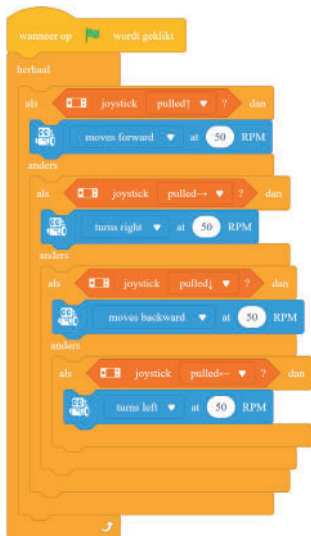 wanneer op wordt geklikt
herhaal
als joystick pulled↑ ? dan
moves forward at 50 RPM
anders
als joystick pulled→ ? dan
turns right at 50 RPM
anders
als joystick pulled↓ ? dan
moves backward at 50 RPM
anders
als joystick pulled← ? dan
turns left at 50 RPM